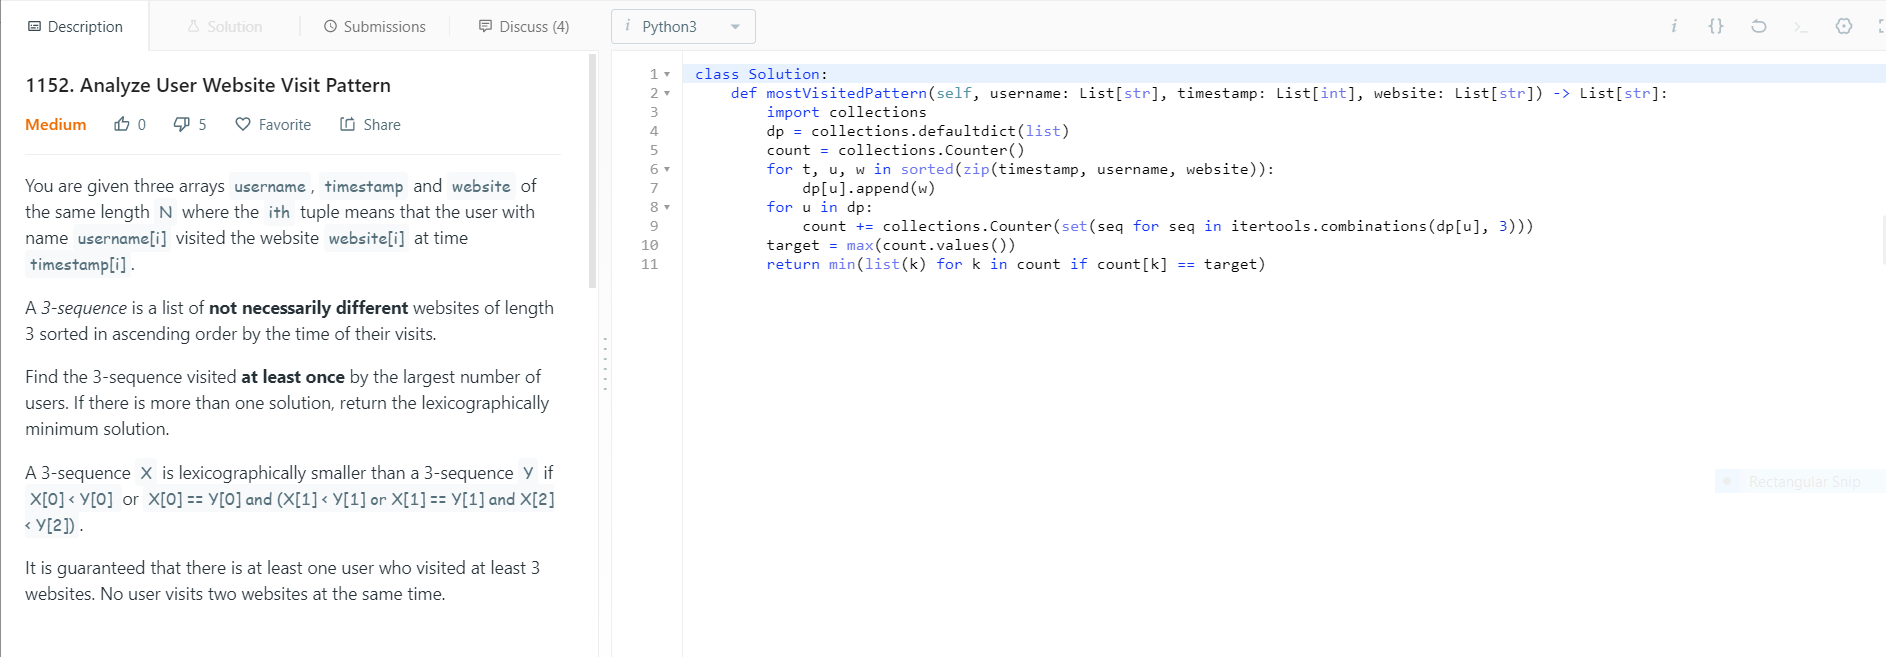 Description
Solution
Submissions
Discuss (4)
i Python3
i {} >_
1152. Analyze User Website Visit Pattern
Medium 0 5 Favorite Share
You are given three arrays username, timestamp and website of
the same length N where the ith tuple means that the user with
name username[i] visited the website website[i] at time
timestamp[i].
A 3-sequence is a list of not necessarily different websites of length
3 sorted in ascending order by the time of their visits.
Find the 3-sequence visited at least once by the largest number of
users. If there is more than one solution, return the lexicographically
minimum solution.
A 3-sequence X is lexicographically smaller than a 3-sequence Y if
X[0] < Y[0] or X[0] == Y[0] and (X[1] < Y[1] or X[1] == Y[1] and X[2]
< Y[2]).
It is guaranteed that there is at least one user who visited at least 3
websites. No user visits two websites at the same time.
1 class Solution:
2     def mostVisitedPattern(self, username: List[str], timestamp: List[int], website: List[str]) -> List[str]:
3         import collections
4         dp = collections.defaultdict(list)
5         count = collections.Counter()
6         for t, u, w in sorted(zip(timestamp, username, website)):
7             dp[u].append(w)
8         for u in dp:
9             count += collections.Counter(set(seq for seq in itertools.combinations(dp[u], 3)))
10         target = max(count.values())
11         return min(list(k) for k in count if count[k] == target)
Rectangular Snip